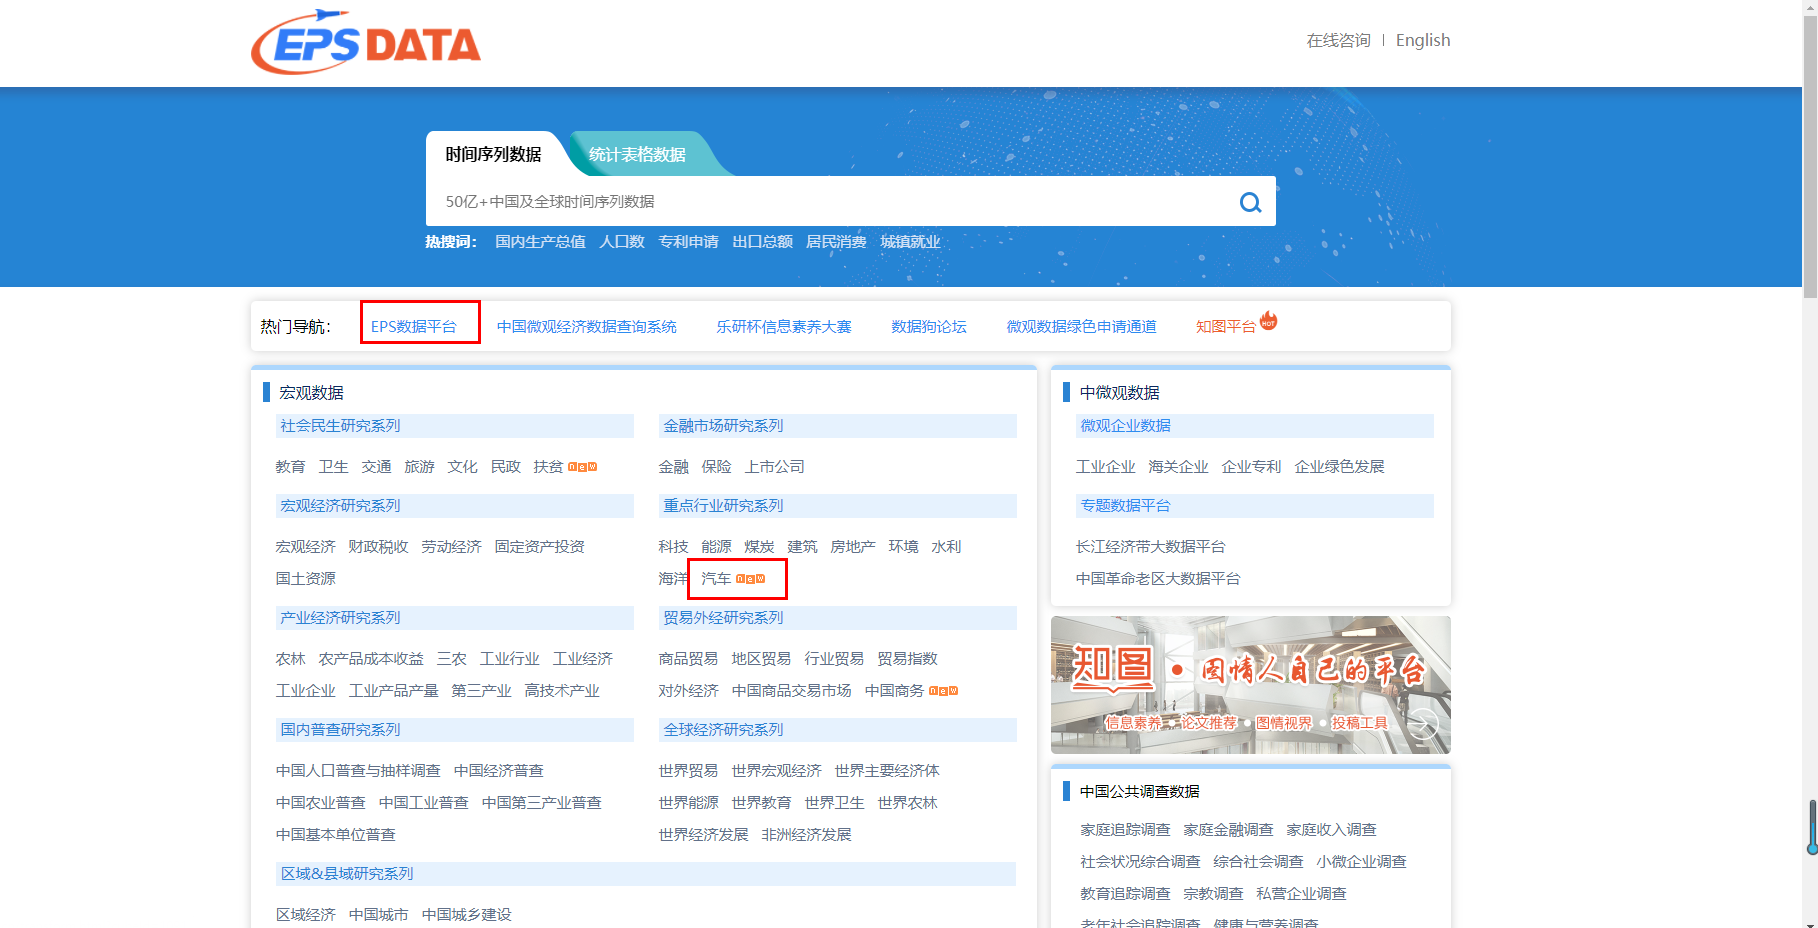 EPS DATA
在线咨询 | English
时间序列数据 统计表格数据
50亿+中国及全球时间序列数据
热搜词： 国内生产总值 人口数 专利申请 出口总额 居民消费 城镇就业
热门导航： EPS数据平台 中国微观经济数据查询系统 乐研杯信息素养大赛 数据狗论坛 微观数据绿色申请通道 知图平台 HOT
宏观数据
社会民生研究系列
教育 卫生 交通 旅游 文化 民政 扶贫 new
宏观经济研究系列
宏观经济 财政税收 劳动经济 固定资产投资
国土资源
产业经济研究系列
农林 农产品成本收益 三农 工业行业 工业经济
工业企业 工业产品产量 第三产业 高技术产业
国内普查研究系列
中国人口普查与抽样调查 中国经济普查
中国农业普查 中国工业普查 中国第三产业普查
中国基本单位普查
金融市场研究系列
金融 保险 上市公司
重点行业研究系列
科技 能源 煤炭 建筑 房地产 环境 水利
海洋 汽车 new
贸易外经研究系列
商品贸易 地区贸易 行业贸易 贸易指数
对外经济 中国商品交易市场 中国商务 new
全球经济研究系列
世界贸易 世界宏观经济 世界主要经济体
世界能源 世界教育 世界卫生 世界农林
世界经济发展 非洲经济发展
区域&县域研究系列
区域经济 中国城市 中国城乡建设
中微观数据
微观企业数据
工业企业 海关企业 企业专利 企业绿色发展
专题数据平台
长江经济带大数据平台
中国革命老区大数据平台
知图·图情人自己的平台
信息素养 • 论文推荐 • 图情视界 • 投稿工具
中国公共调查数据
家庭追踪调查 家庭金融调查 家庭收入调查
社会状况综合调查 综合社会调查 小微企业调查
教育追踪调查 宗教调查 私营企业调查
老年社会追踪调查 健康与营养调查